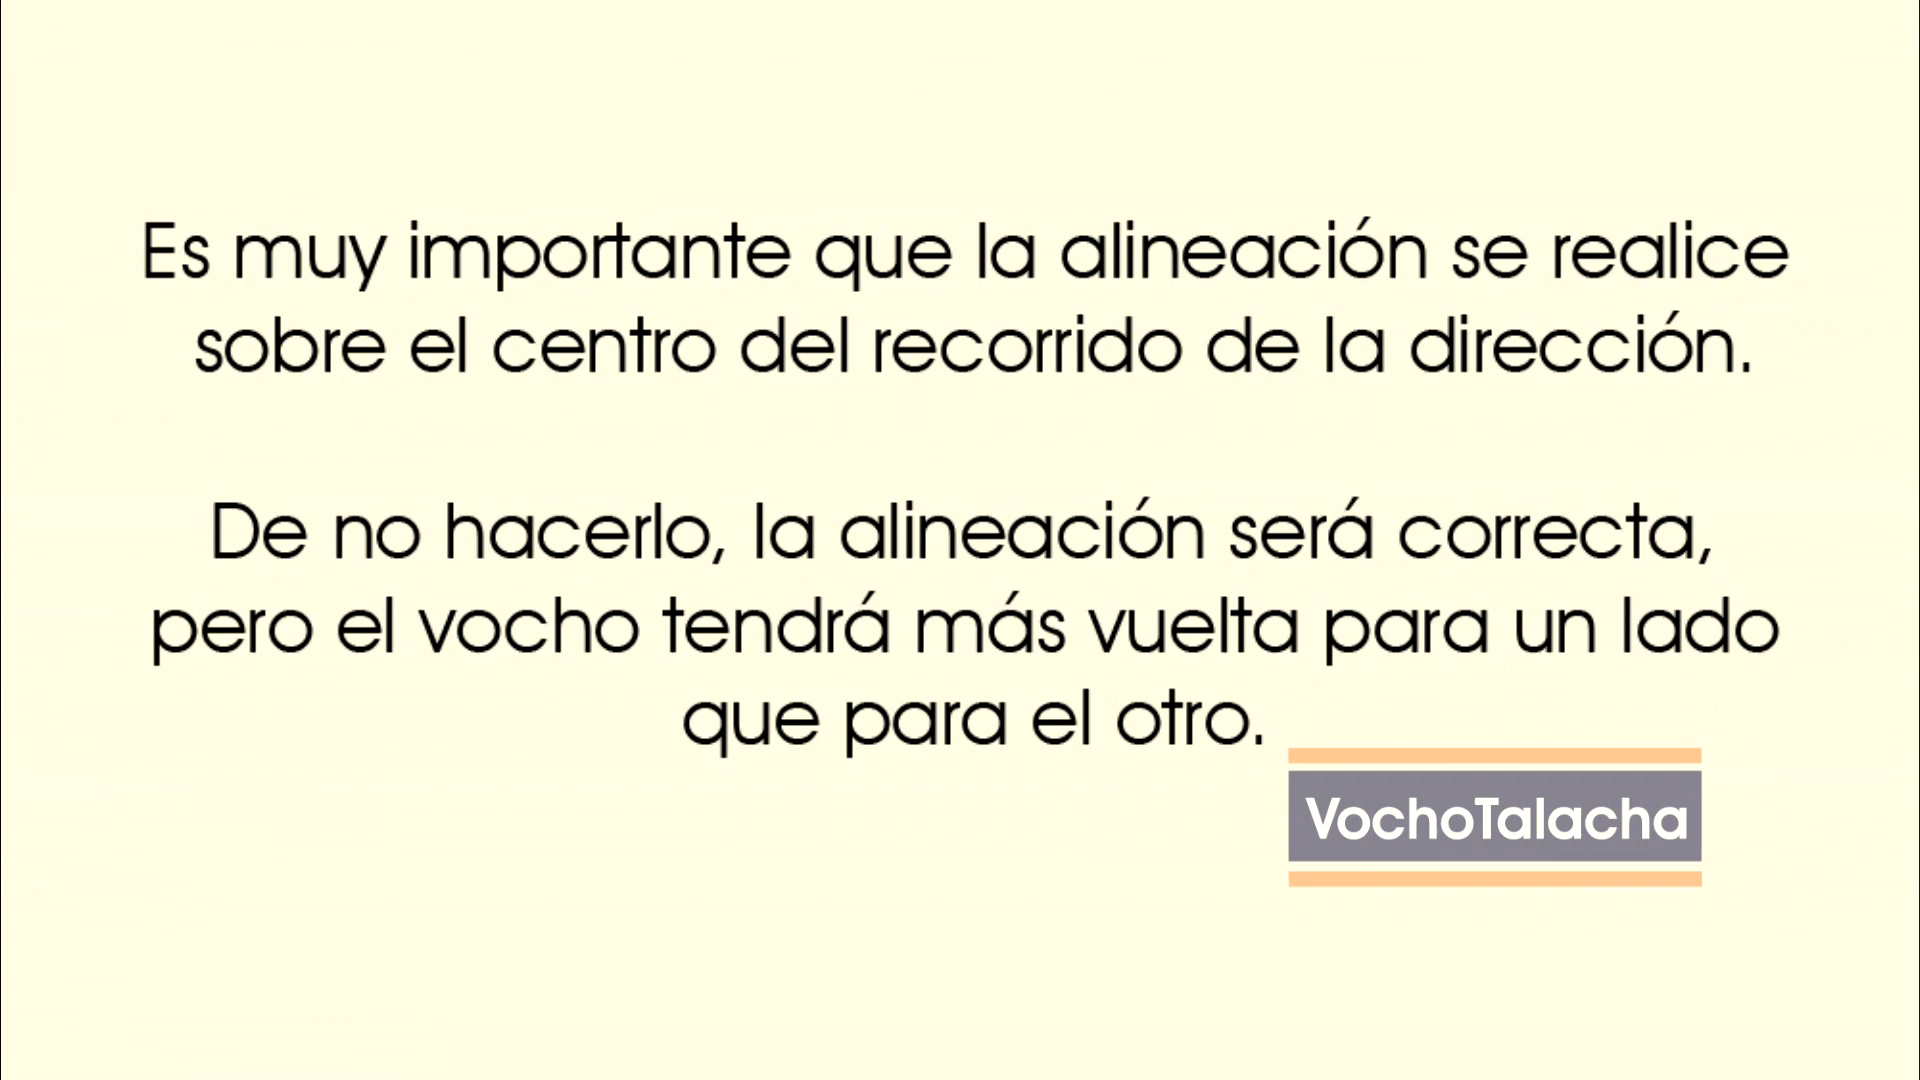 Es muy importante que la alineación se realice
sobre el centro del recorrido de la dirección.
De no hacerlo, la alineación será correcta,
pero el vocho tendrá más vuelta para un lado
que para el otro.
VochoTalacha